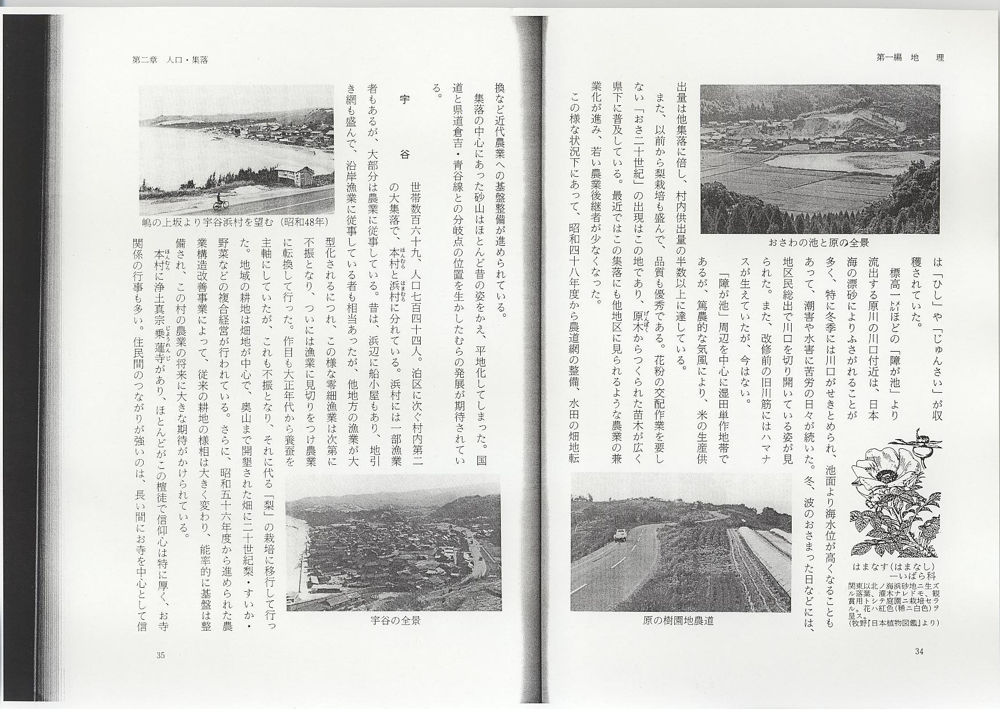 第一編　地　　理
おさわの池と原の全景
は「ひし」や「じゅんさい」が収
穫されていた。
　標高一㍍ほどの「障が池」より
流出する原川の川口付近は、日本
海の漂砂によりふさがれることが
多く、特に冬季には川口がせきとめられ、池面より海水位が高くなることも
あって、潮害や水害に苦労の日々が続いた。冬、波のおさまった日などには、
地区民総出で川口を切り開いている姿が見
られた。また、改修前の旧川筋にはハマナ
スが生えていたが、今はない。
　「障が池」周辺を中心に湿田単作地帯で
あるが、篤農的な気風により、米の生産供
出量は他集落に倍し、村内供出量の半数以上に達している。
　また、以前から梨栽培も盛んで、品質も優秀である。花粉の交配作業を要し
ない「おさ二十世紀」の出現はこの地であり、原木からつくられた苗木が広く
げんぼく
県下に普及している。最近ではこの集落にも他地区に見られるような農業の兼
業化が進み、若い農業後継者が少なくなった。
　この様な状況下にあって、昭和四十八年度から農道網の整備、水田の畑地転
はまなす(はまなし)
―いばら科
関東以北ノ海浜砂地ニ生ズ
ル落葉、灌木ナレドモ、観
賞用トシテ庭園ニ栽培セラ
ル。花ハ紅色(稀ニ白色)ヲ
呈ス。
(牧野『日本植物図鑑』より)
原の樹園地農道
34
第二章　人口・集落
換など近代農業への基盤整備が進められている。
　集落の中心にあった砂山はほとんど昔の姿をかえ、平地化してしまった。国
道と県道倉吉・青谷線との分岐点の位置を生かしたむらの発展が期待されてい
る。
宇　　谷
世帯数百六十九、人口七百四十四人。泊区に次ぐ村内第二
の大集落で、本村と浜村に分れている。浜村には一部漁業
ほんむら　はまむら
者もあるが、大部分は農業に従事している。昔は、浜辺に船小屋もあり、地引
き網も盛んで、沿岸漁業に従事している者も相当あったが、他地方の漁業が大
型化されるにつれ、この様な零細漁業は次第に
不振となり、ついには漁業に見切りをつけ農業
に転換して行った。作目も大正年代から養蚕を
主軸にしていたが、これも不振となり、それに代る「梨」の栽培に移行して行っ
た。地域の耕地は畑地が中心で、奥山まで開墾された畑に二十世紀梨・すいか・
野菜などの複合経営が行われている。さらに、昭和五十六年度から進められた農
業構造改善事業によって、従来の耕地の様相は大きく変わり、能率的に基盤は整
備され、この村の農業の将来に大きな期待がかけられている。
　本村に浄土真宗乗蓮寺があり、ほとんどがこの檀徒で信仰心は特に厚く、お寺
ほんむら　じょうれんじ
関係の行事も多い。住民間のつながりが強いのは、長い間にお寺を中心として信
嶋の上坂より宇谷浜村を望む（昭和48年）
宇谷の全景
35